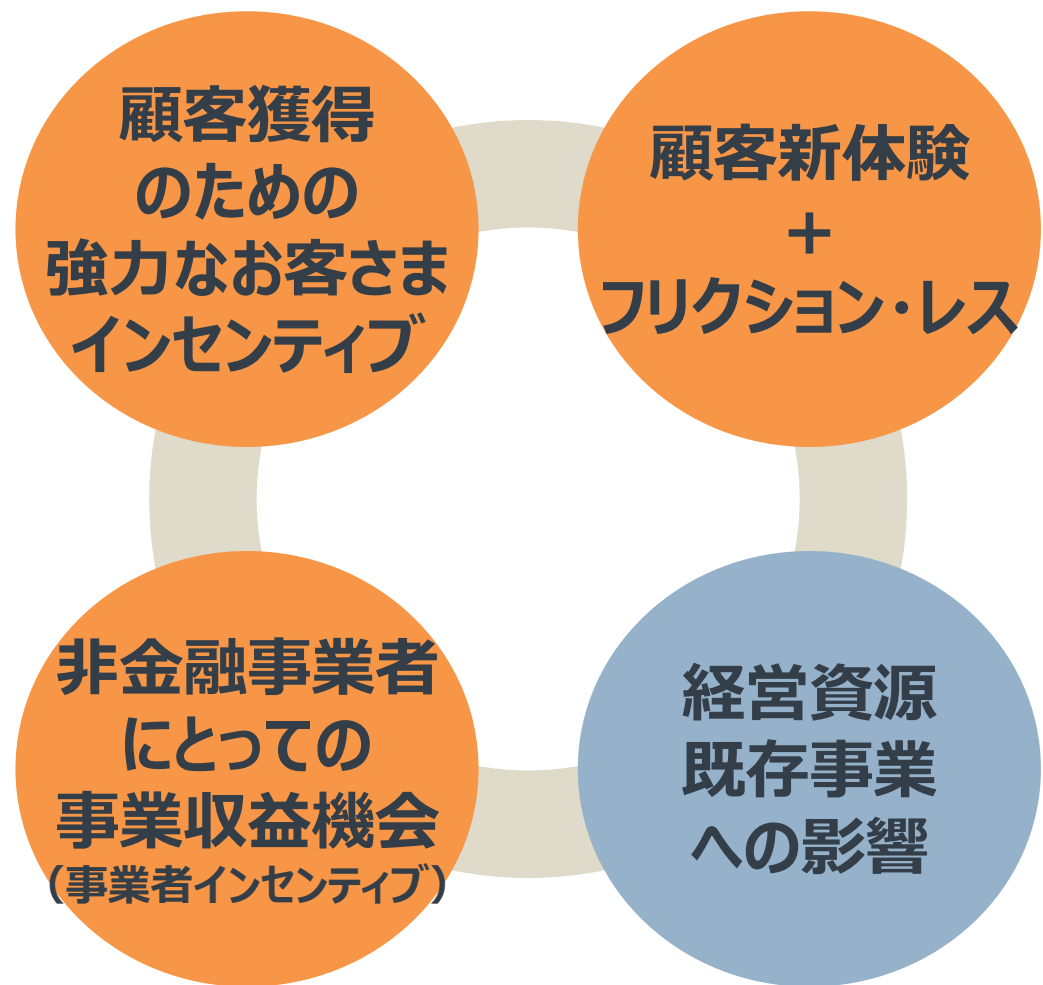 顧客獲得
のための
強力なお客さま
インセンティブ
顧客新体験
＋
フリクション・レス
非金融事業者
にとっての
事業収益機会
（事業者インセンティブ）
経営資源
既存事業
への影響